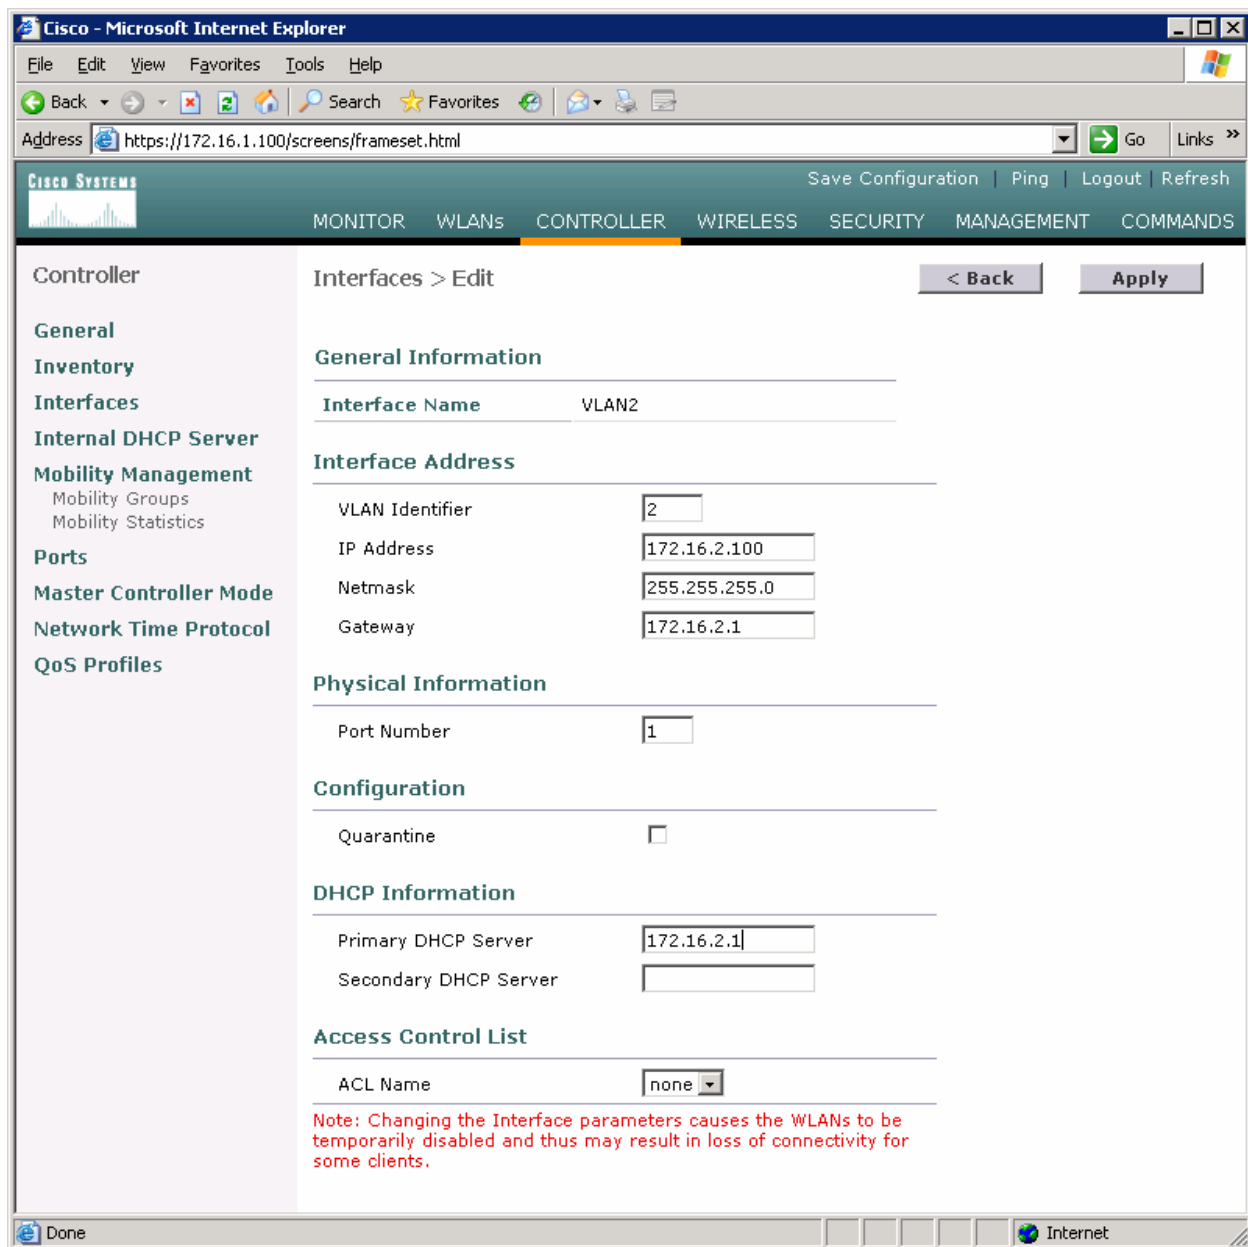 Cisco - Microsoft Internet Explorer
File Edit View Favorites Tools Help
Back Search Favorites
Address https://172.16.1.100/screens/frameset.html Go Links »
CISCO SYSTEMS
Save Configuration | Ping | Logout | Refresh
MONITOR WLANs CONTROLLER WIRELESS SECURITY MANAGEMENT COMMANDS
Controller
General
Inventory
Interfaces
Internal DHCP Server
Mobility Management
Mobility Groups
Mobility Statistics
Ports
Master Controller Mode
Network Time Protocol
QoS Profiles
Interfaces > Edit
< Back Apply
General Information
Interface Name VLAN2
Interface Address
VLAN Identifier 2
IP Address 172.16.2.100
Netmask 255.255.255.0
Gateway 172.16.2.1
Physical Information
Port Number 1
Configuration
Quarantine
DHCP Information
Primary DHCP Server 172.16.2.1
Secondary DHCP Server
Access Control List
ACL Name none
Note: Changing the Interface parameters causes the WLANs to be
temporarily disabled and thus may result in loss of connectivity for
some clients.
Done Internet